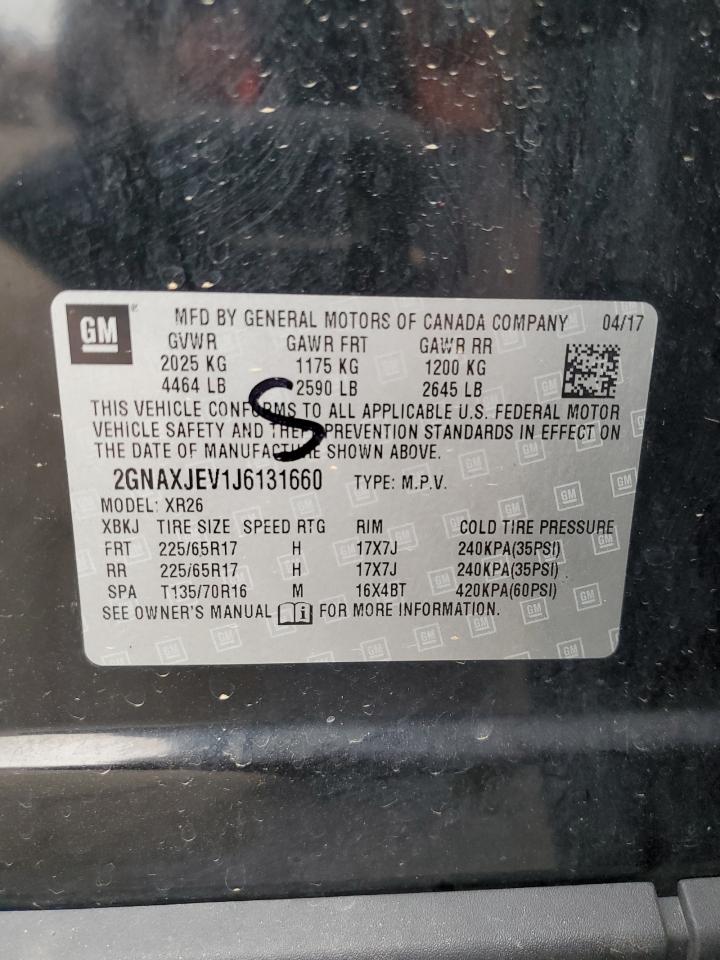 GM MFD BY GENERAL MOTORS OF CANADA COMPANY 04/17
GVWR GAWR FRT GAWR RR
2025 KG 1175 KG 1200 KG
4464 LB 2590 LB 2645 LB
S
THIS VEHICLE CONFORMS TO ALL APPLICABLE U.S. FEDERAL MOTOR
VEHICLE SAFETY AND THEFT PREVENTION STANDARDS IN EFFECT ON
THE DATE OF MANUFACTURE SHOWN ABOVE.
2GNAXJEV1J6131660 TYPE: M.P.V.
MODEL: XR26
XBKJ TIRE SIZE SPEED RTG RIM COLD TIRE PRESSURE
FRT 225/65R17 H 17X7J 240KPA(35PSI)
RR 225/65R17 H 17X7J 240KPA(35PSI)
SPA T135/70R16 M 16X4BT 420KPA(60PSI)
SEE OWNER'S MANUAL FOR MORE INFORMATION.